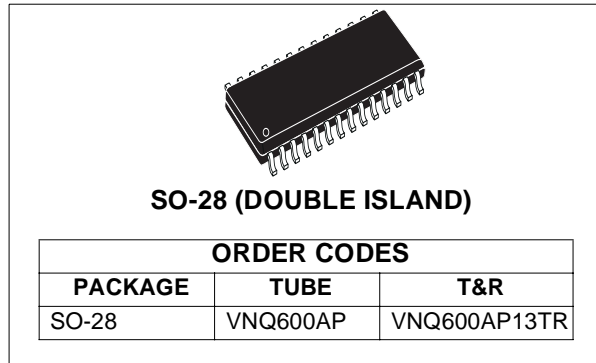 SO-28 (DOUBLE ISLAND)
ORDER CODES
PACKAGE TUBE T&R
SO-28 VNQ600AP VNQ600AP13TR